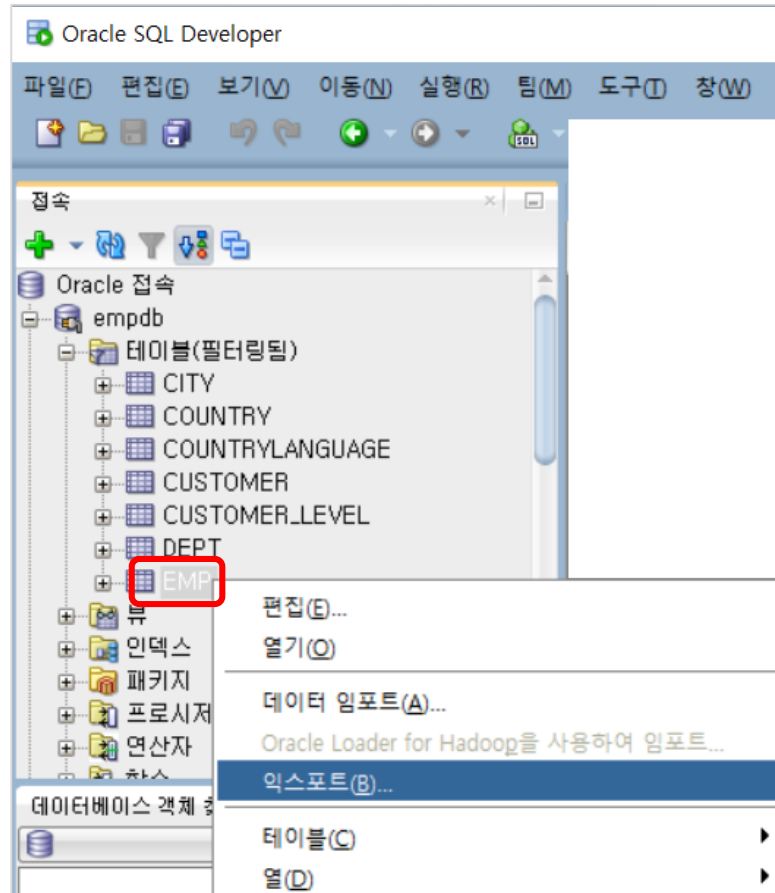 Oracle SQL Developer
파일(F) 편집(E) 보기(V) 이동(N) 실행(R) 팀(M) 도구(T) 창(W)
SQL
접속
Oracle 접속
empdb
테이블(필터링됨)
CITY
COUNTRY
COUNTRYLANGUAGE
CUSTOMER
CUSTOMER_LEVEL
DEPT
EMP
편집(E)...
뷰
열기(O)
인덱스
패키지
데이터 임포트(A)...
프로시저
Oracle Loader for Hadoop을 사용하여 임포트...
연산자
익스포트(B)...
데이터베이스 객체
테이블(C)
열(D)